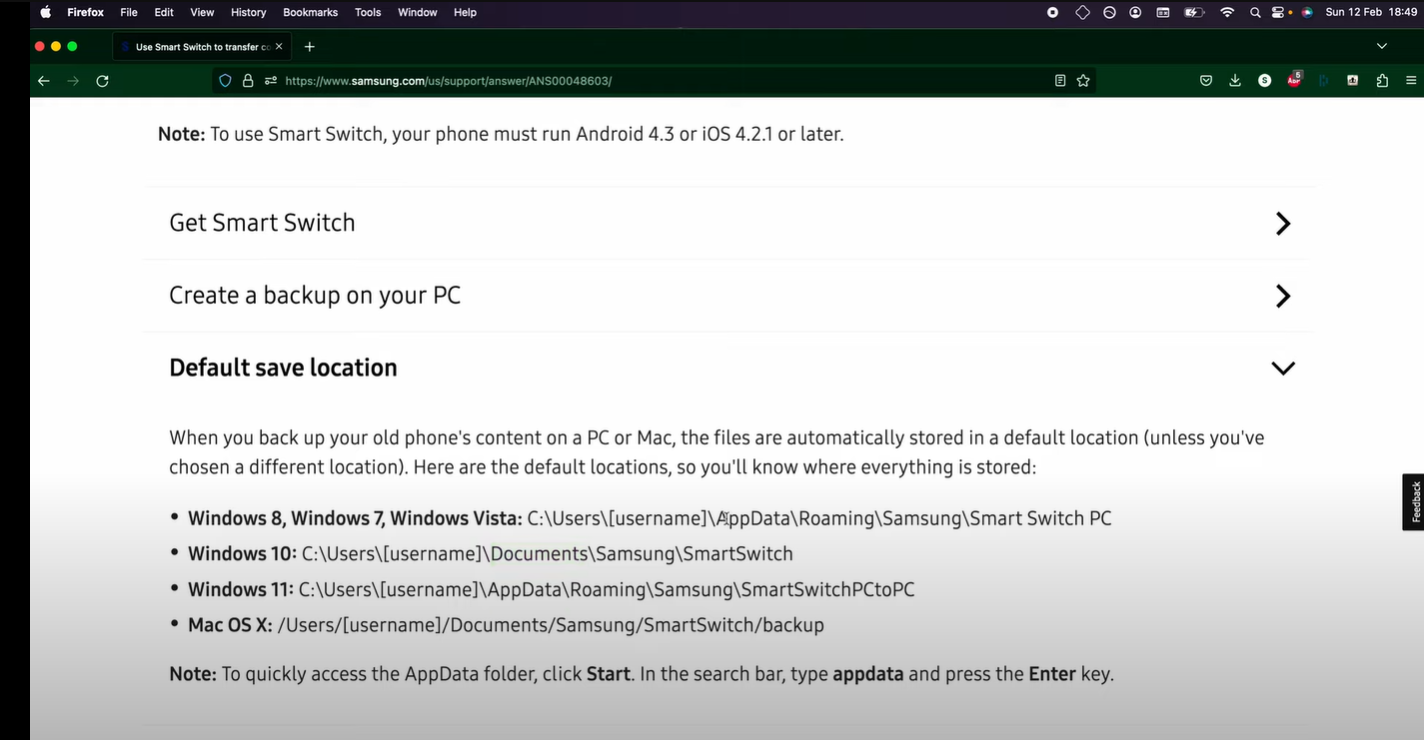 Firefox File Edit View History Bookmarks Tools Window Help Sun 12 Feb 18:49
Use Smart Switch to transfer co
https://www.samsung.com/us/support/answer/ANS00048603/ 5
Note: To use Smart Switch, your phone must run Android 4.3 or iOS 4.2.1 or later.
Get Smart Switch
Create a backup on your PC
Default save location
When you back up your old phone's content on a PC or Mac, the files are automatically stored in a default location (unless you've
chosen a different location). Here are the default locations, so you'll know where everything is stored:
Feedback
• Windows 8, Windows 7, Windows Vista: C:\Users\[username]\AppData\Roaming\Samsung\Smart Switch PC
• Windows 10: C:\Users\[username]\Documents\Samsung\SmartSwitch
• Windows 11: C:\Users\[username]\AppData\Roaming\Samsung\SmartSwitchPCtoPC
• Mac OS X: /Users/[username]/Documents/Samsung/SmartSwitch/backup
Note: To quickly access the AppData folder, click Start. In the search bar, type appdata and press the Enter key.